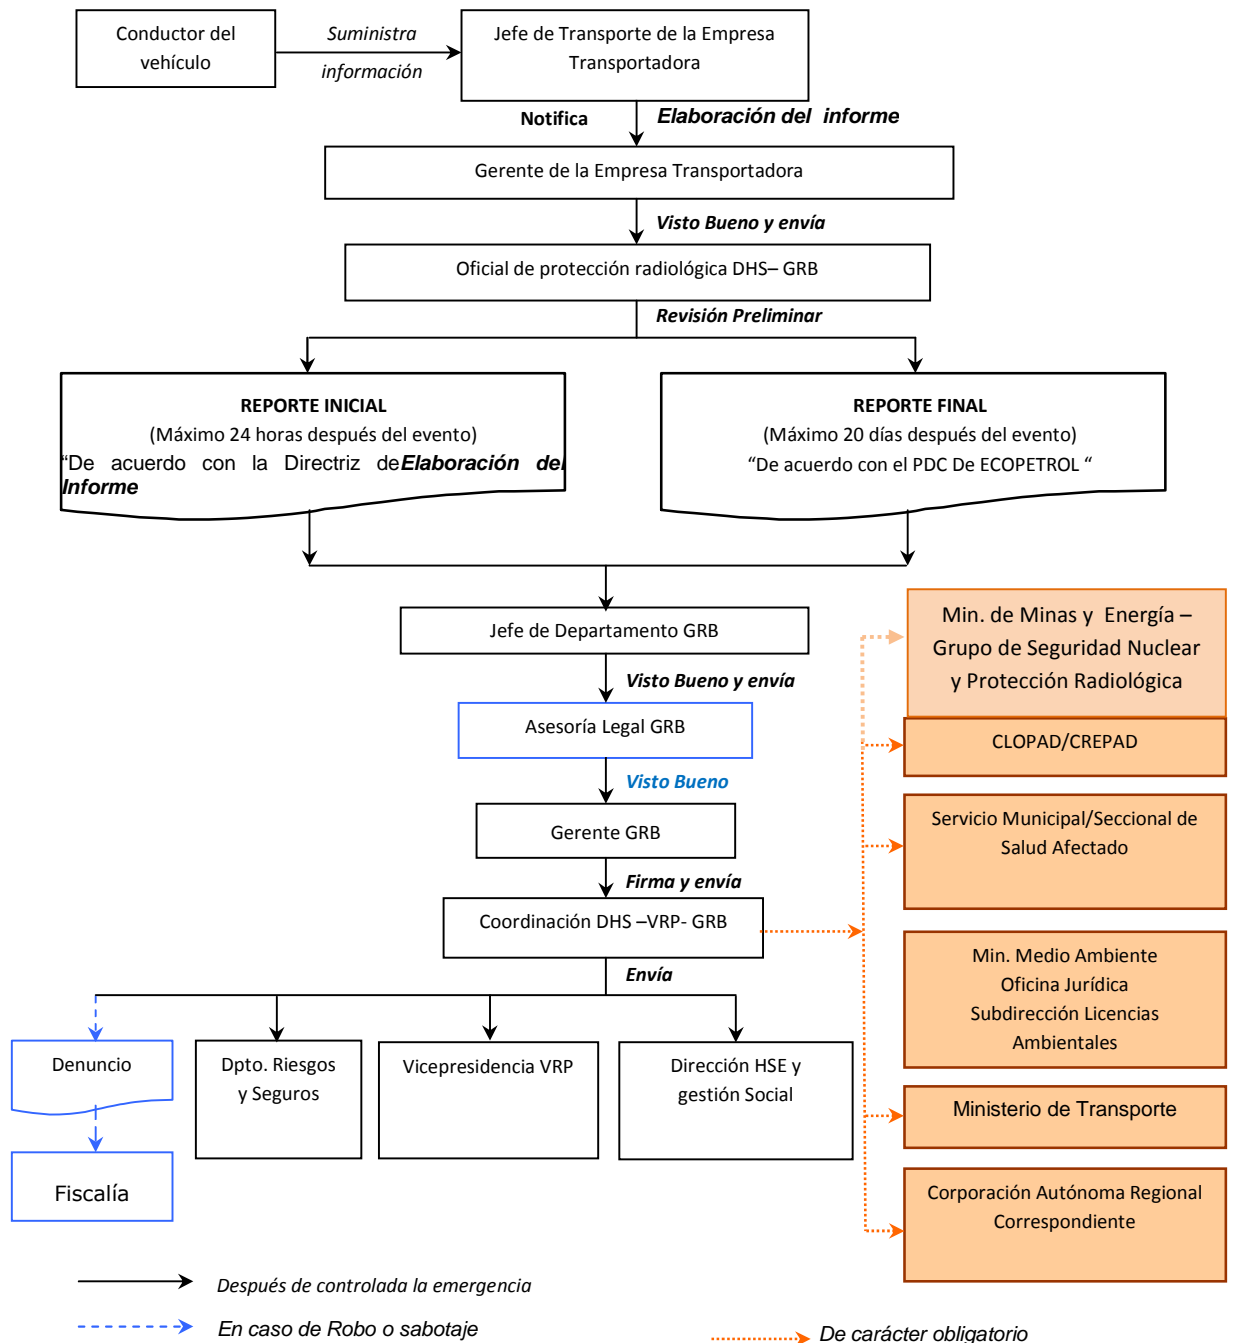 Conductor del
vehículo
Suministra
información
Jefe de Transporte de la Empresa
Transportadora
Notifica
Elaboración del informe
Gerente de la Empresa Transportadora
Visto Bueno y envía
Oficial de protección radiológica DHS– GRB
Revisión Preliminar
REPORTE INICIAL
(Máximo 24 horas después del evento)
“De acuerdo con la Directriz deElaboración del
Informe
REPORTE FINAL
(Máximo 20 días después del evento)
“De acuerdo con el PDC De ECOPETROL “
Jefe de Departamento GRB
Visto Bueno y envía
Asesoría Legal GRB
Visto Bueno
Gerente GRB
Firma y envía
Coordinación DHS –VRP- GRB
Envía
Min. de Minas y Energía –
Grupo de Seguridad Nuclear
y Protección Radiológica
CLOPAD/CREPAD
Servicio Municipal/Seccional de
Salud Afectado
Min. Medio Ambiente
Oficina Jurídica
Subdirección Licencias
Ambientales
Ministerio de Transporte
Corporación Autónoma Regional
Correspondiente
Denuncio
Dpto. Riesgos
y Seguros
Vicepresidencia VRP
Dirección HSE y
gestión Social
Fiscalía
Después de controlada la emergencia
En caso de Robo o sabotaje
De carácter obligatorio